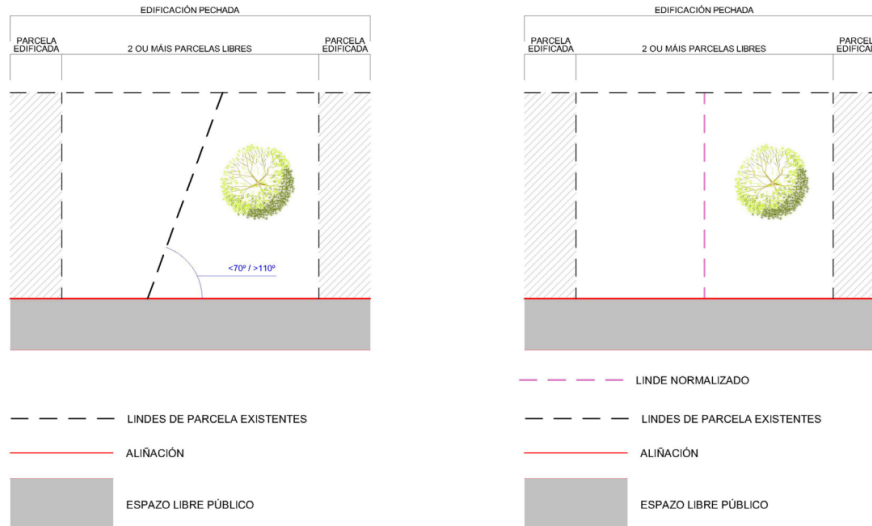 EDIFICACIÓN PECHADA
PARCELA
EDIFICADA
2 OU MÁIS PARCELAS LIBRES
PARCELA
EDIFICADA
<70º / >110º
LINDES DE PARCELA EXISTENTES
ALIÑACIÓN
ESPAZO LIBRE PÚBLICO
EDIFICACIÓN PECHADA
PARCELA
EDIFICADA
2 OU MÁIS PARCELAS LIBRES
LINDE NORMALIZADO
LINDES DE PARCELA EXISTENTES
ALIÑACIÓN
ESPAZO LIBRE PÚBLICO